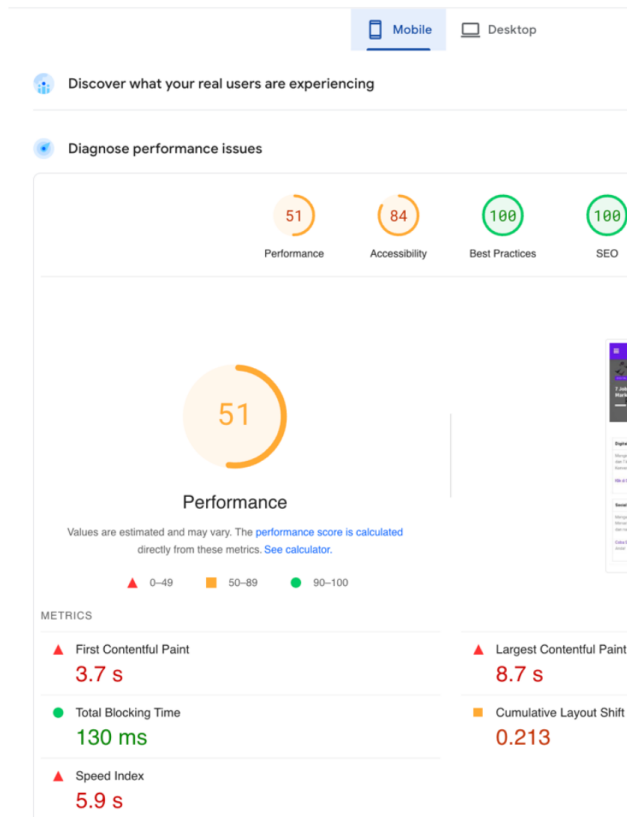 Mobile
Desktop
Discover what your real users are experiencing
Diagnose performance issues
51
84
100
100
Performance
Accessibility
Best Practices
SEO
51
Performance
Values are estimated and may vary. The performance score is calculated
directly from these metrics. See calculator.
0–49
50–89
90–100
METRICS
First Contentful Paint
3.7 s
Largest Contentful Paint
8.7 s
Total Blocking Time
130 ms
Cumulative Layout Shift
0.213
Speed Index
5.9 s